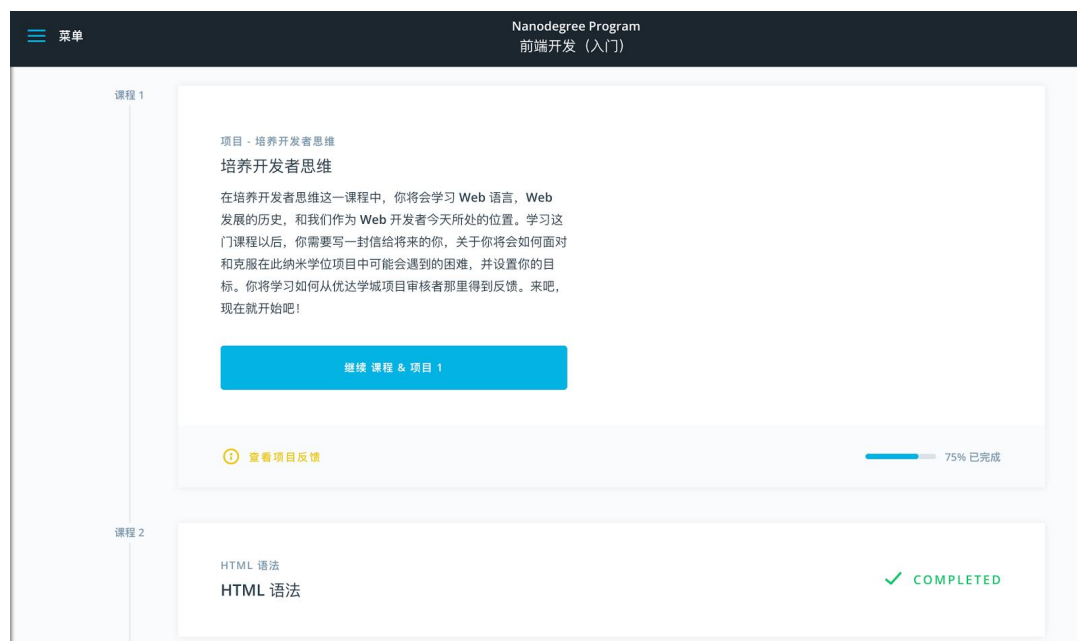 菜单
Nanodegree Program
前端开发（入门）
课程 1
项目 - 培养开发者思维
培养开发者思维
在培养开发者思维这一课程中，你将会学习 Web 语言，Web
发展的历史，和我们作为 Web 开发者今天所处的位置。学习这
门课程以后，你需要写一封信给将来的你，关于你将会如何面对
和克服在此纳米学位项目中可能会遇到的困难，并设置你的目
标。你将学习如何从优达学城项目审核者那里得到反馈。来吧，
现在就开始吧！
继续 课程 & 项目 1
查看项目反馈
75% 已完成
课程 2
HTML 语法
HTML 语法
COMPLETED